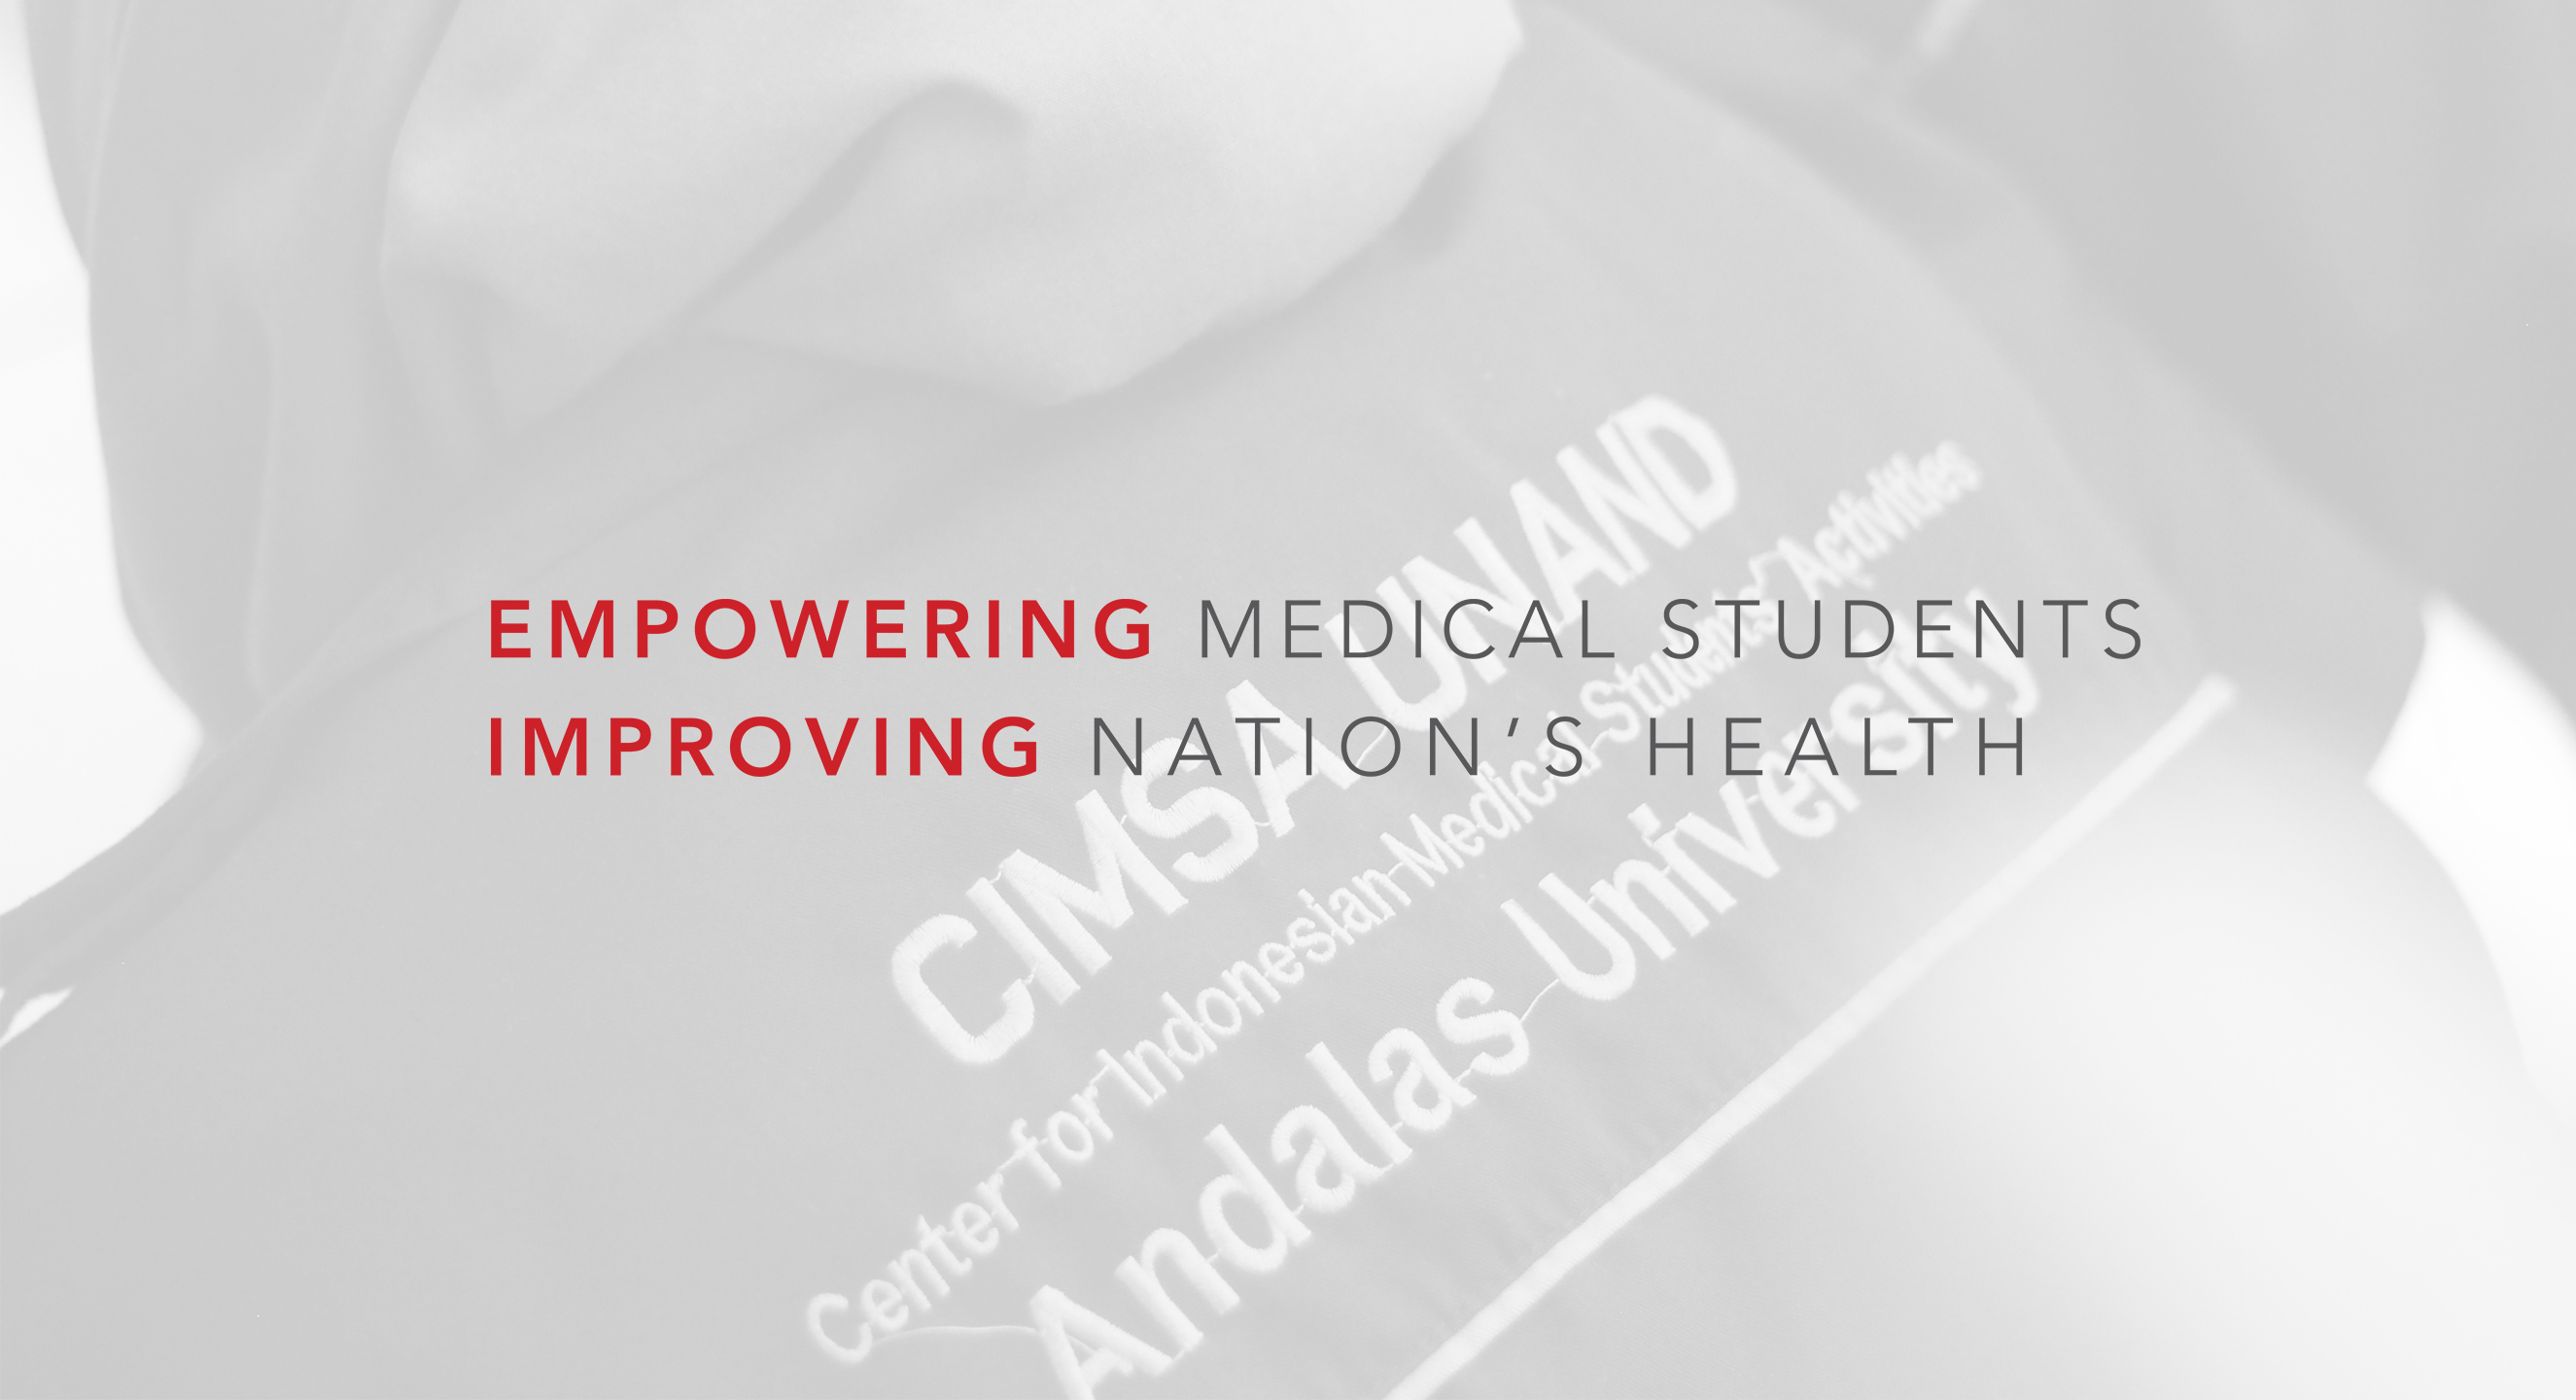 EMPOWERING MEDICAL STUDENTS
IMPROVING NATION’S HEALTH
CIMSA UNAND
Center for Indonesian Medical Students' Activities
Andalas University